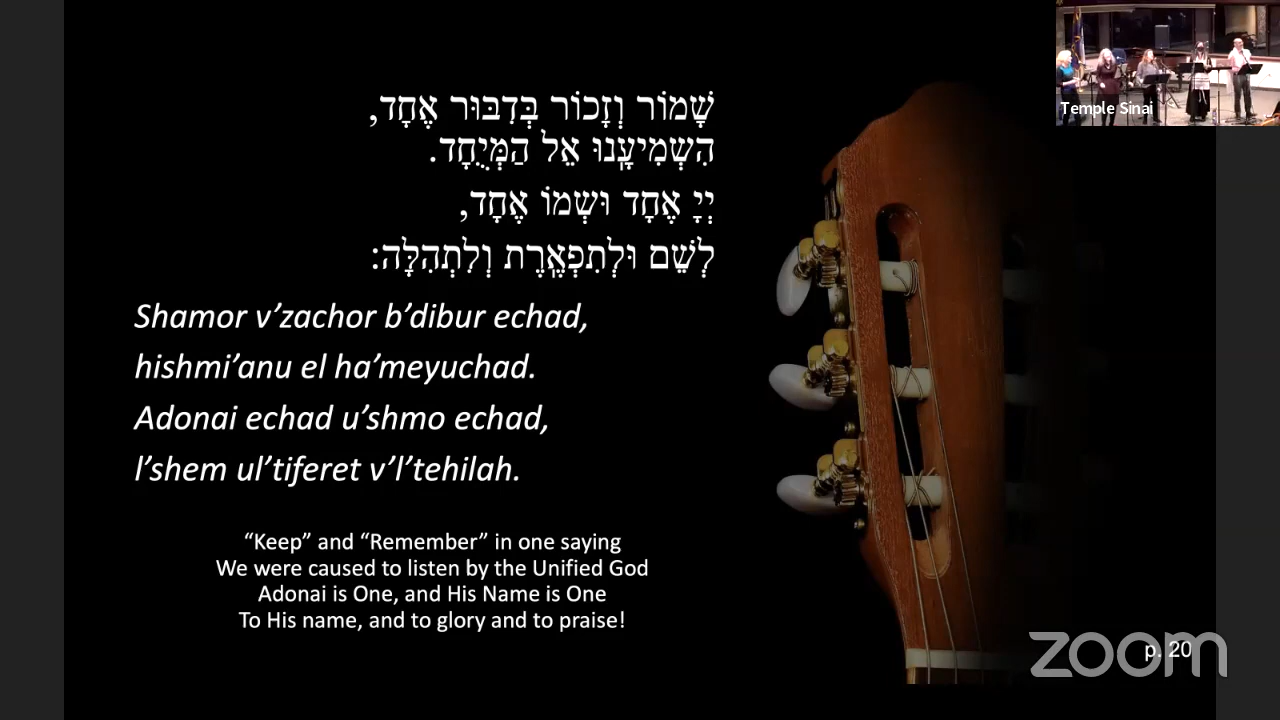 שָׁמוֹר וְזָכוֹר בְּדִבּוּר אֶחָד,
הִשְׁמִיעָֽנוּ אֵל הַמְּיֻחָד.
יְיָ אֶחָד וּשְׁמוֹ אֶחָד,
לְשֵׁם וּלְתִפְאֶֽרֶת וְלִתְהִלָּה:
Shamor v’zachor b’dibur echad,
hishmi’anu el ha’meyuchad.
Adonai echad u’shmo echad,
l’shem ul’tiferet v’l’tehilah.
“Keep” and “Remember” in one saying
We were caused to listen by the Unified God
Adonai is One, and His Name is One
To His name, and to glory and to praise!
Temple Sinai
p. 20
zoom